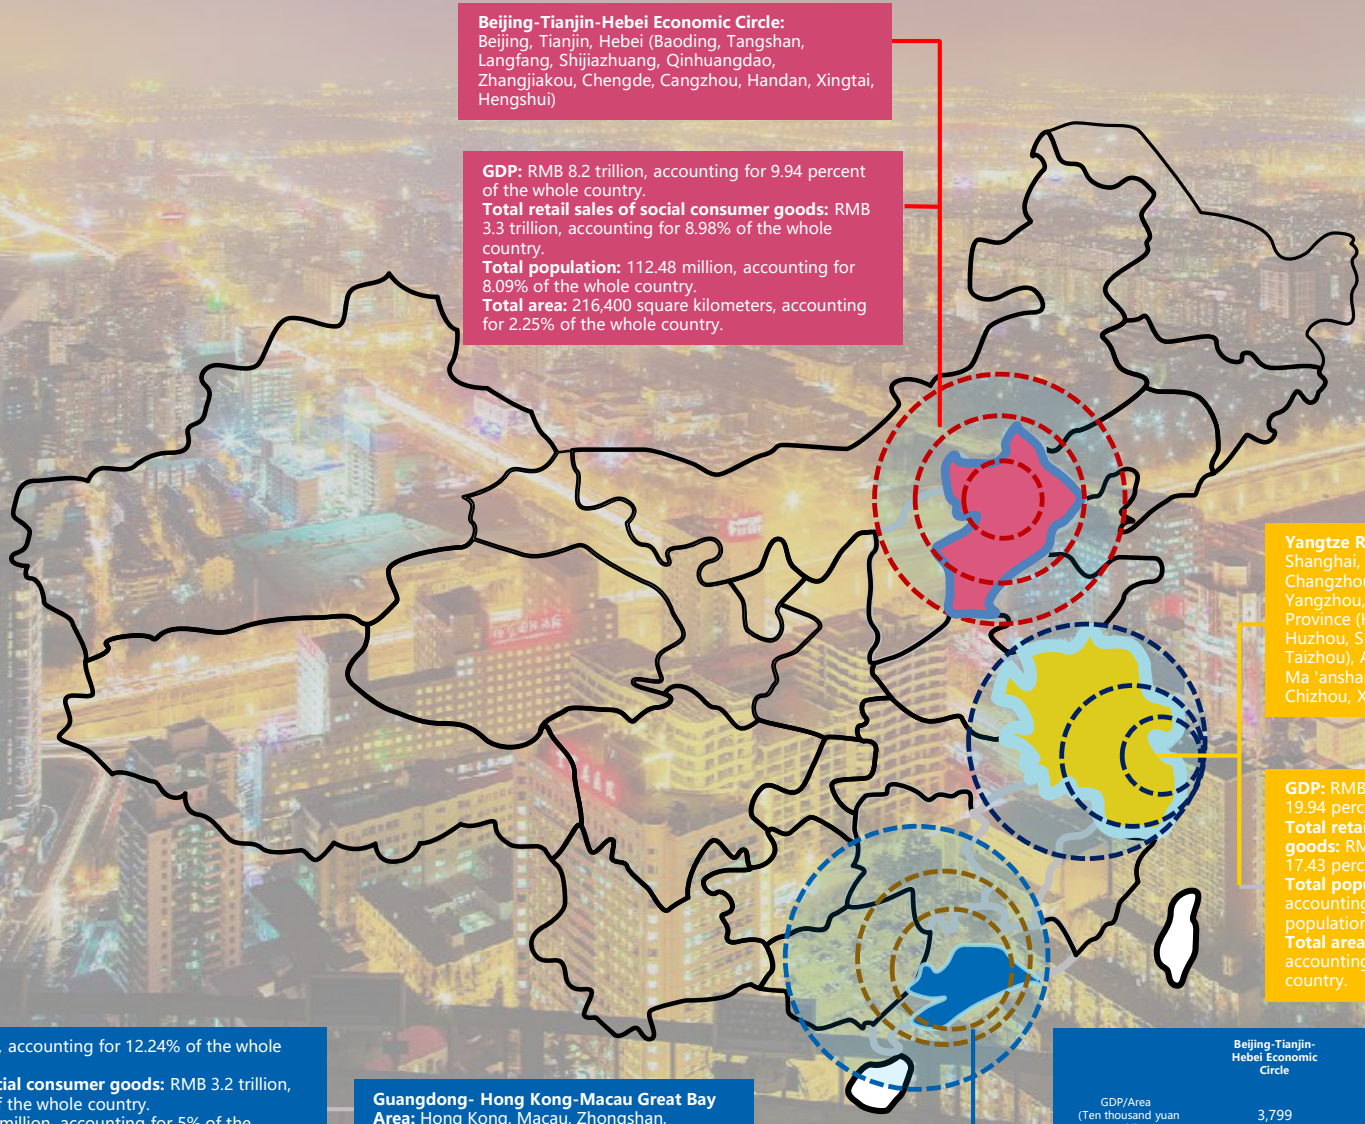 Beijing-Tianjin-Hebei Economic Circle:
Beijing, Tianjin, Hebei (Baoding, Tangshan,
Langfang, Shijiazhuang, Qinhuangdao,
Zhangjiakou, Chengde, Cangzhou, Handan, Xingtai,
Hengshui)
GDP: RMB 8.2 trillion, accounting for 9.94 percent
of the whole country.
Total retail sales of social consumer goods: RMB
3.3 trillion, accounting for 8.98% of the whole
country.
Total population: 112.48 million, accounting for
8.09% of the whole country.
Total area: 216,400 square kilometers, accounting
for 2.25% of the whole country.
Yangtze R
Shanghai,
Changzhou
Yangzhou,
Province (
Huzhou, S
Taizhou), A
Ma 'ansha
Chizhou, X
GDP: RMB
19.94 perc
Total retai
goods: RM
17.43 perc
Total popu
accounting
population
Total area
accounting
country.
, accounting for 12.24% of the whole
cial consumer goods: RMB 3.2 trillion,
f the whole country.
million, accounting for 5% of the
Guangdong- Hong Kong-Macau Great Bay
Area: Hong Kong, Macau, Zhongshan,
Beijing-Tianjin-
Hebei Economic
Circle
GDP/Area
(Ten thousand yuan
3,799